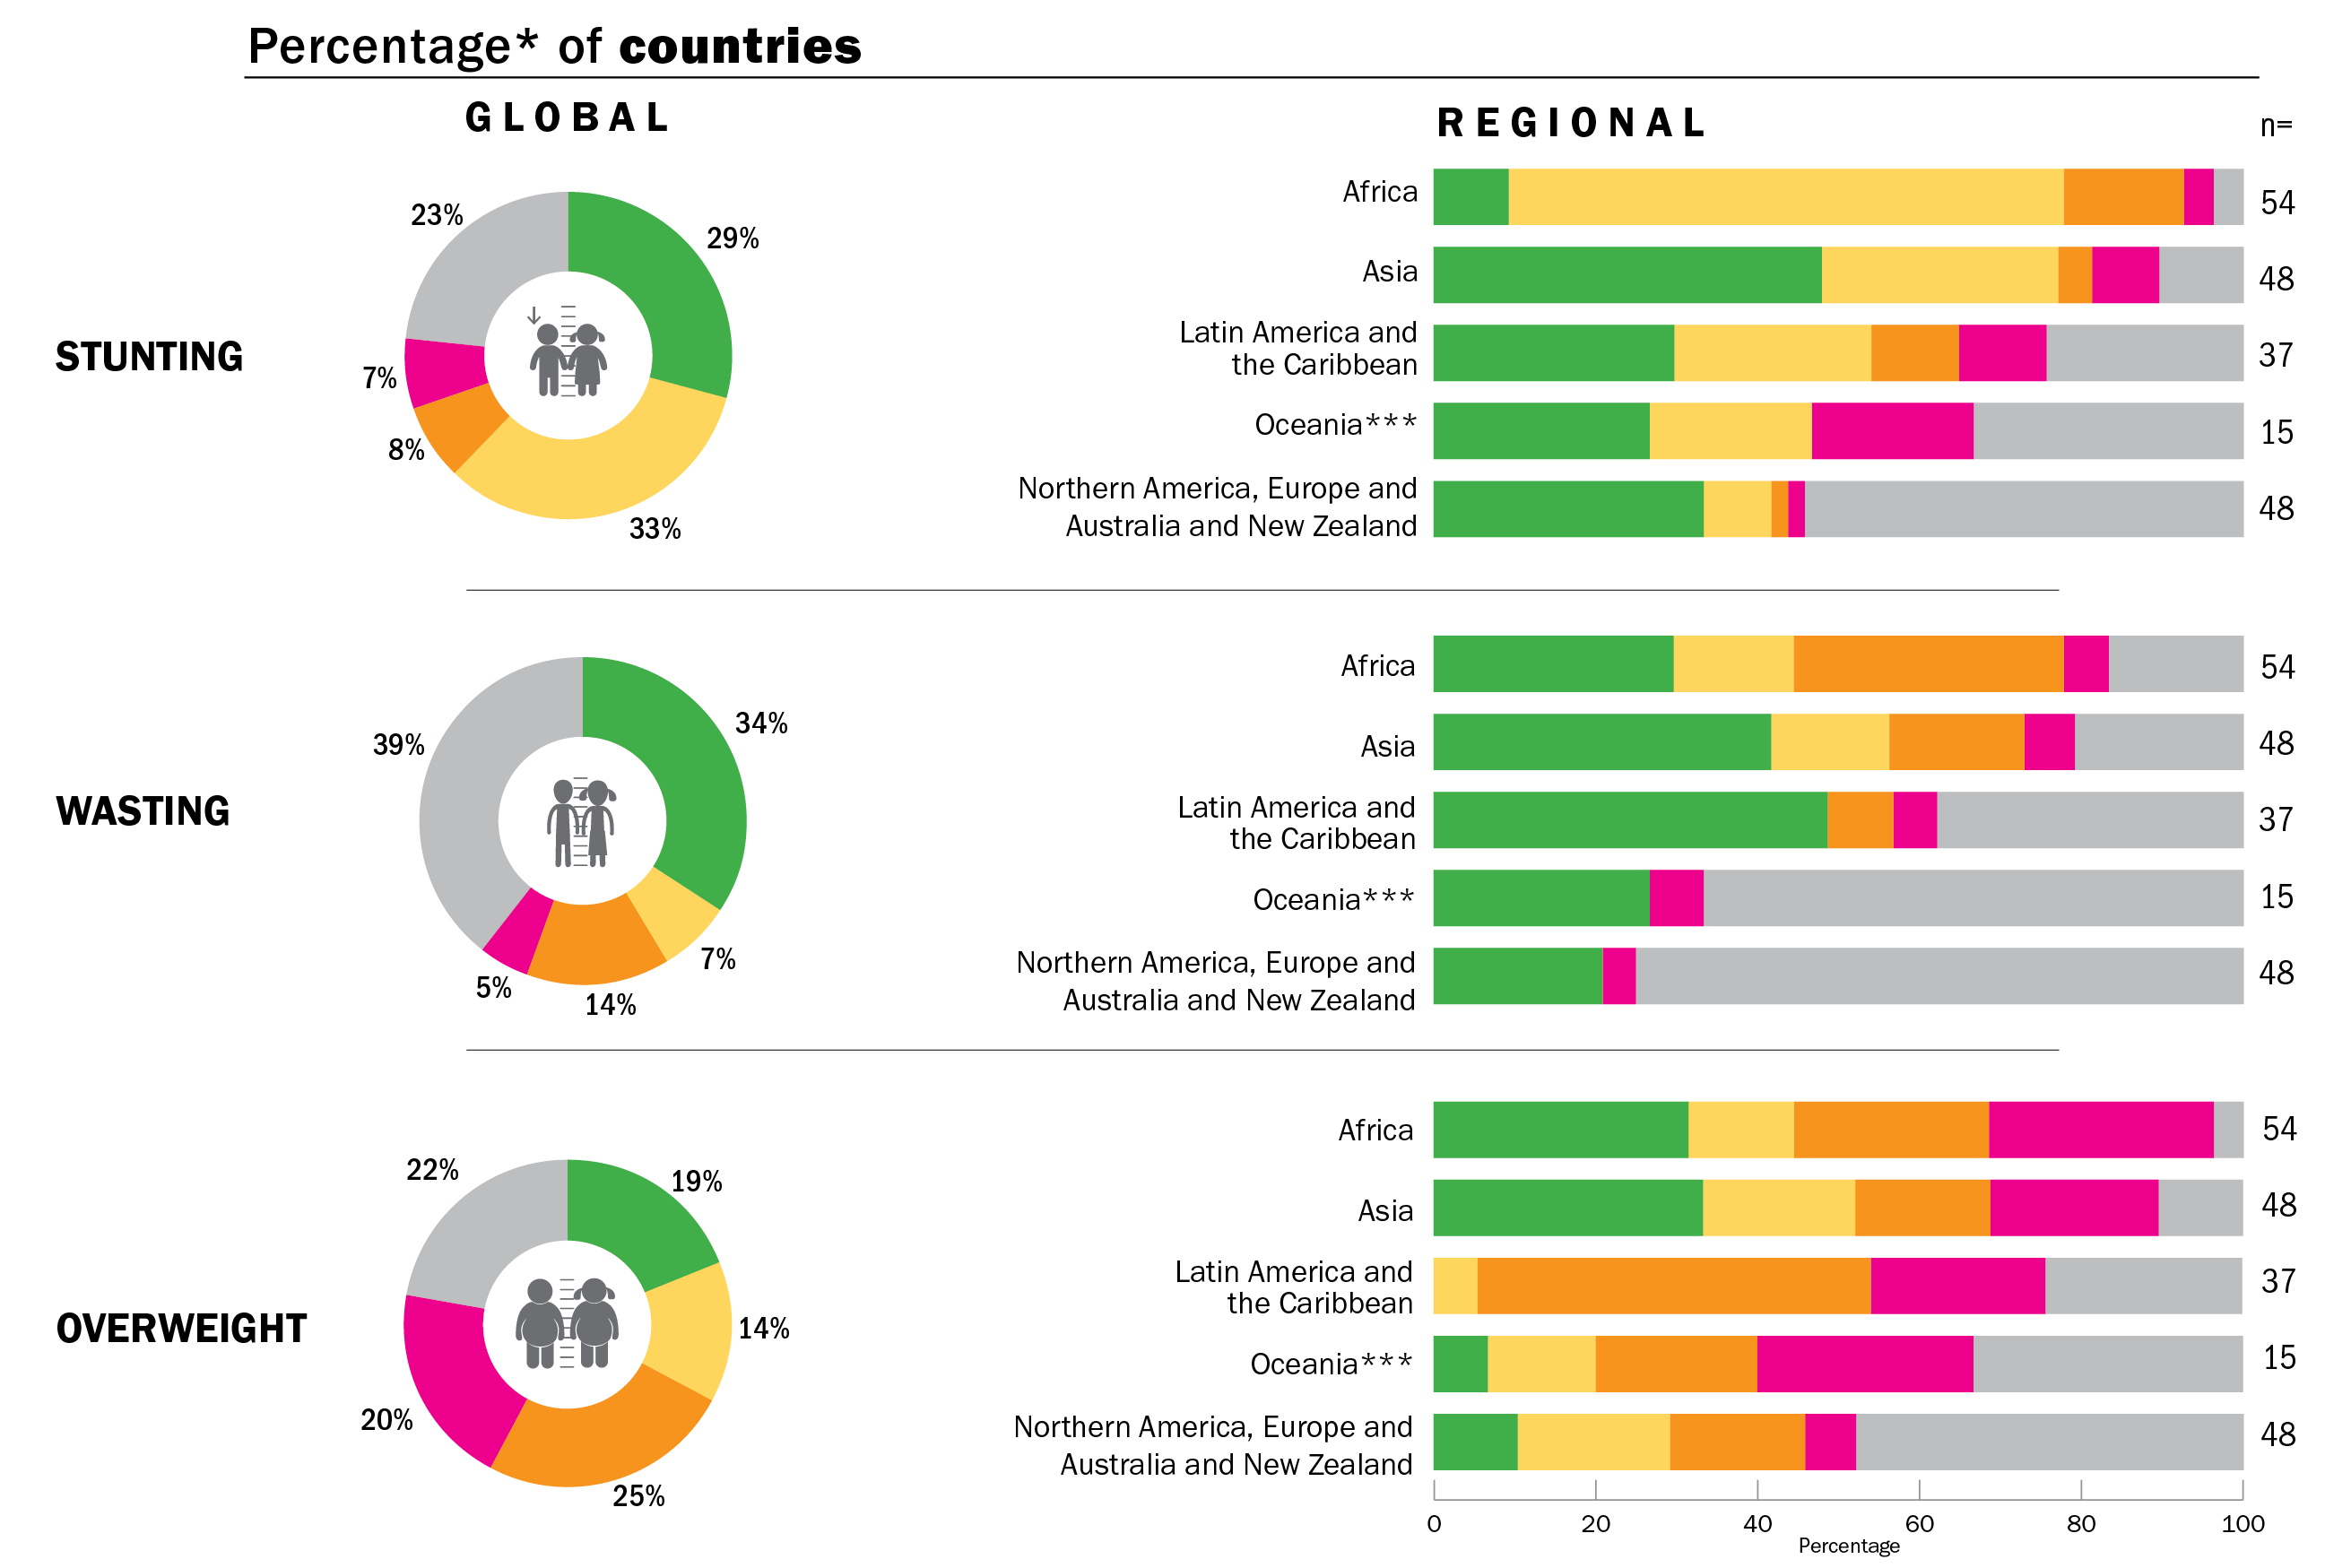 Percentage* of countries
GLOBAL
REGIONAL
n=
STUNTING
23%
29%
7%
8%
33%
Africa
54
Asia
48
Latin America and
the Caribbean
37
Oceania***
15
Northern America, Europe and
Australia and New Zealand
48
WASTING
39%
34%
7%
5%
14%
Africa
54
Asia
48
Latin America and
the Caribbean
37
Oceania***
15
Northern America, Europe and
Australia and New Zealand
48
OVERWEIGHT
22%
19%
14%
20%
25%
Africa
54
Asia
48
Latin America and
the Caribbean
37
Oceania***
15
Northern America, Europe and
Australia and New Zealand
48
0 20 40 60 80 100
Percentage